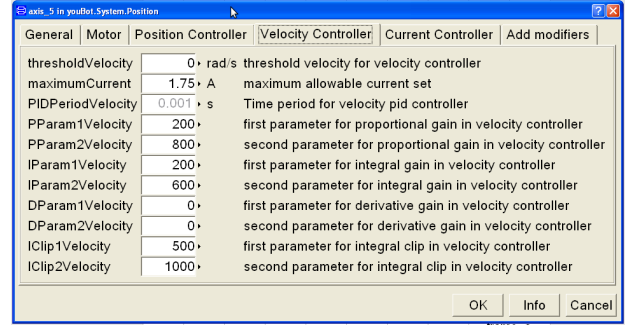 axis_5 in youBot.System.Position
General Motor Position Controller Velocity Controller Current Controller Add modifiers
thresholdVelocity 0 rad/s threshold velocity for velocity controller
maximumCurrent 1.75 A maximum allowable current set
PIDPeriodVelocity 0.001 s Time period for velocity pid controller
PParam1Velocity 200 first parameter for proportional gain in velocity controller
PParam2Velocity 800 second parameter for proportional gain in velocity controller
IParam1Velocity 200 first parameter for integral gain in velocity controller
IParam2Velocity 600 second parameter for integral gain in velocity controller
DParam1Velocity 0 first parameter for derivative gain in velocity controller
DParam2Velocity 0 second parameter for derivative gain in velocity controller
IClip1Velocity 500 first parameter for integral clip in velocity controller
IClip2Velocity 1000 second parameter for integral clip in velocity controller
OK Info Cancel